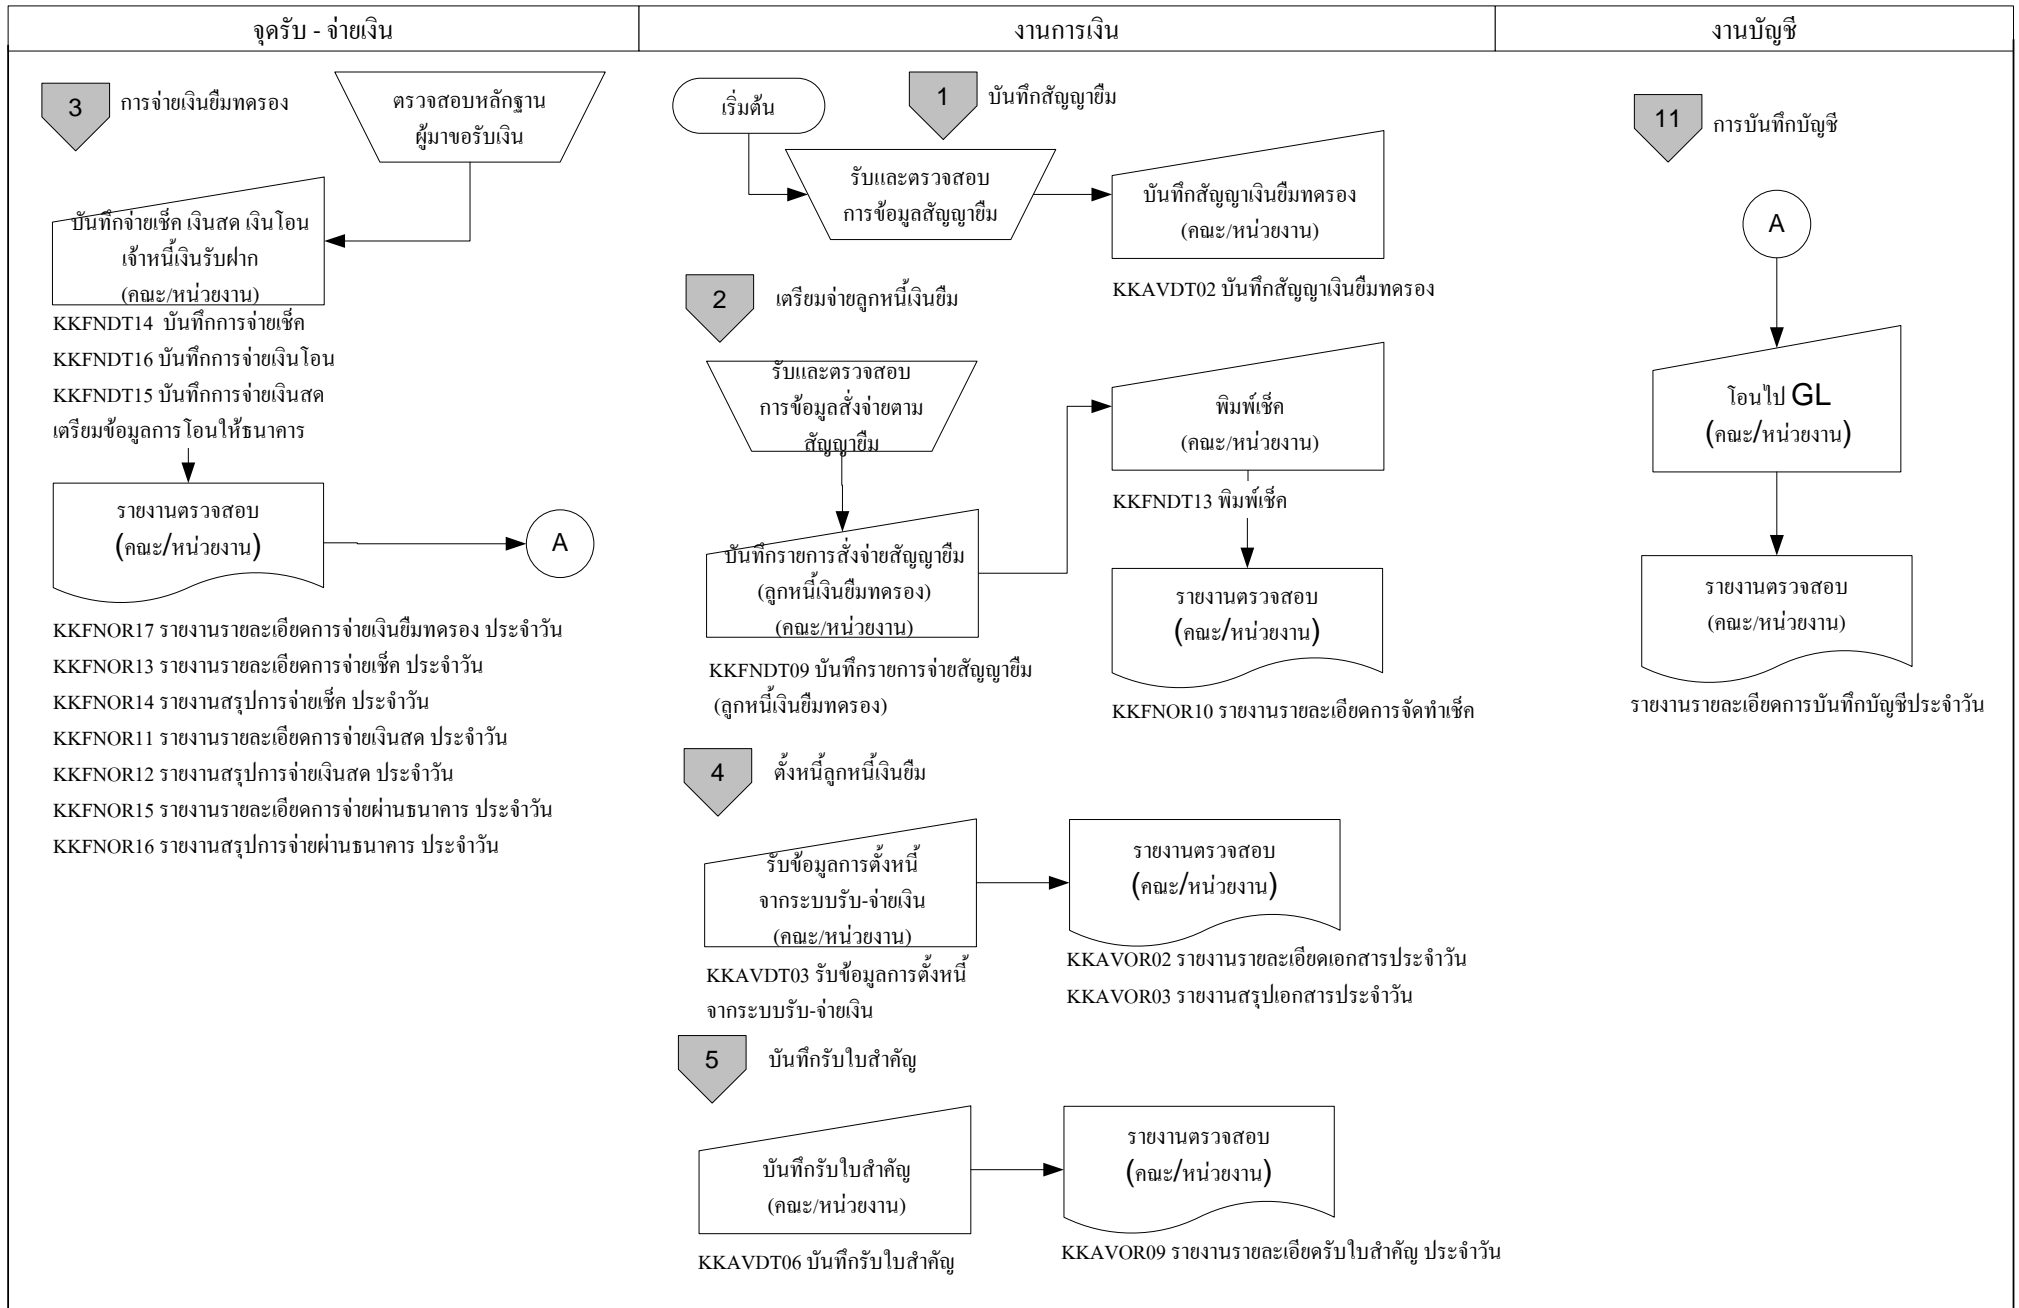 จุดรับ - จ่ายเงิน
งานการเงิน
งานบัญชี
3
การจ่ายเงินยืมทดรอง
ตรวจสอบหลักฐาน
ผู้มาขอรับเงิน
บันทึกจ่ายเช็ค เงินสด เงินโอน
เจ้าหนี้เงินรับฝาก
(คณะ/หน่วยงาน)
KKFNDT14 บันทึกการจ่ายเช็ค
KKFNDT16 บันทึกการจ่ายเงินโอน
KKFNDT15 บันทึกการจ่ายเงินสด
เตรียมข้อมูลการโอนให้ธนาคาร
รายงานตรวจสอบ
(คณะ/หน่วยงาน)
A
KKFNOR17 รายงานรายละเอียดการจ่ายเงินยืมทดรอง ประจำวัน
KKFNOR13 รายงานรายละเอียดการจ่ายเช็ค ประจำวัน
KKFNOR14 รายงานสรุปการจ่ายเช็ค ประจำวัน
KKFNOR11 รายงานรายละเอียดการจ่ายเงินสด ประจำวัน
KKFNOR12 รายงานสรุปการจ่ายเงินสด ประจำวัน
KKFNOR15 รายงานรายละเอียดการจ่ายผ่านธนาคาร ประจำวัน
KKFNOR16 รายงานสรุปการจ่ายผ่านธนาคาร ประจำวัน
เริ่มต้น
1
บันทึกสัญญายืม
รับและตรวจสอบ
การข้อมูลสัญญายืม
บันทึกสัญญาเงินยืมทดรอง
(คณะ/หน่วยงาน)
KKAVDT02 บันทึกสัญญาเงินยืมทดรอง
2
เตรียมจ่ายลูกหนี้เงินยืม
รับและตรวจสอบ
การข้อมูลสั่งจ่ายตาม
สัญญายืม
บันทึกรายการสั่งจ่ายสัญญายืม
(ลูกหนี้เงินยืมทดรอง)
(คณะ/หน่วยงาน)
KKFNDT09 บันทึกรายการจ่ายสัญญายืม
(ลูกหนี้เงินยืมทดรอง)
พิมพ์เช็ค
(คณะ/หน่วยงาน)
KKFNDT13 พิมพ์เช็ค
รายงานตรวจสอบ
(คณะ/หน่วยงาน)
KKFNOR10 รายงานรายละเอียดการจัดทำเช็ค
4
ตั้งหนี้ลูกหนี้เงินยืม
รับข้อมูลการตั้งหนี้
จากระบบรับ-จ่ายเงิน
(คณะ/หน่วยงาน)
KKAVDT03 รับข้อมูลการตั้งหนี้
จากระบบรับ-จ่ายเงิน
รายงานตรวจสอบ
(คณะ/หน่วยงาน)
KKAVOR02 รายงานรายละเอียดเอกสารประจำวัน
KKAVOR03 รายงานสรุปเอกสารประจำวัน
5
บันทึกรับใบสำคัญ
บันทึกรับใบสำคัญ
(คณะ/หน่วยงาน)
KKAVDT06 บันทึกรับใบสำคัญ
รายงานตรวจสอบ
(คณะ/หน่วยงาน)
KKAVOR09 รายงานรายละเอียดรับใบสำคัญ ประจำวัน
11
การบันทึกบัญชี
A
โอนไป GL
(คณะ/หน่วยงาน)
รายงานตรวจสอบ
(คณะ/หน่วยงาน)
รายงานรายละเอียดการบันทึกบัญชีประจำวัน